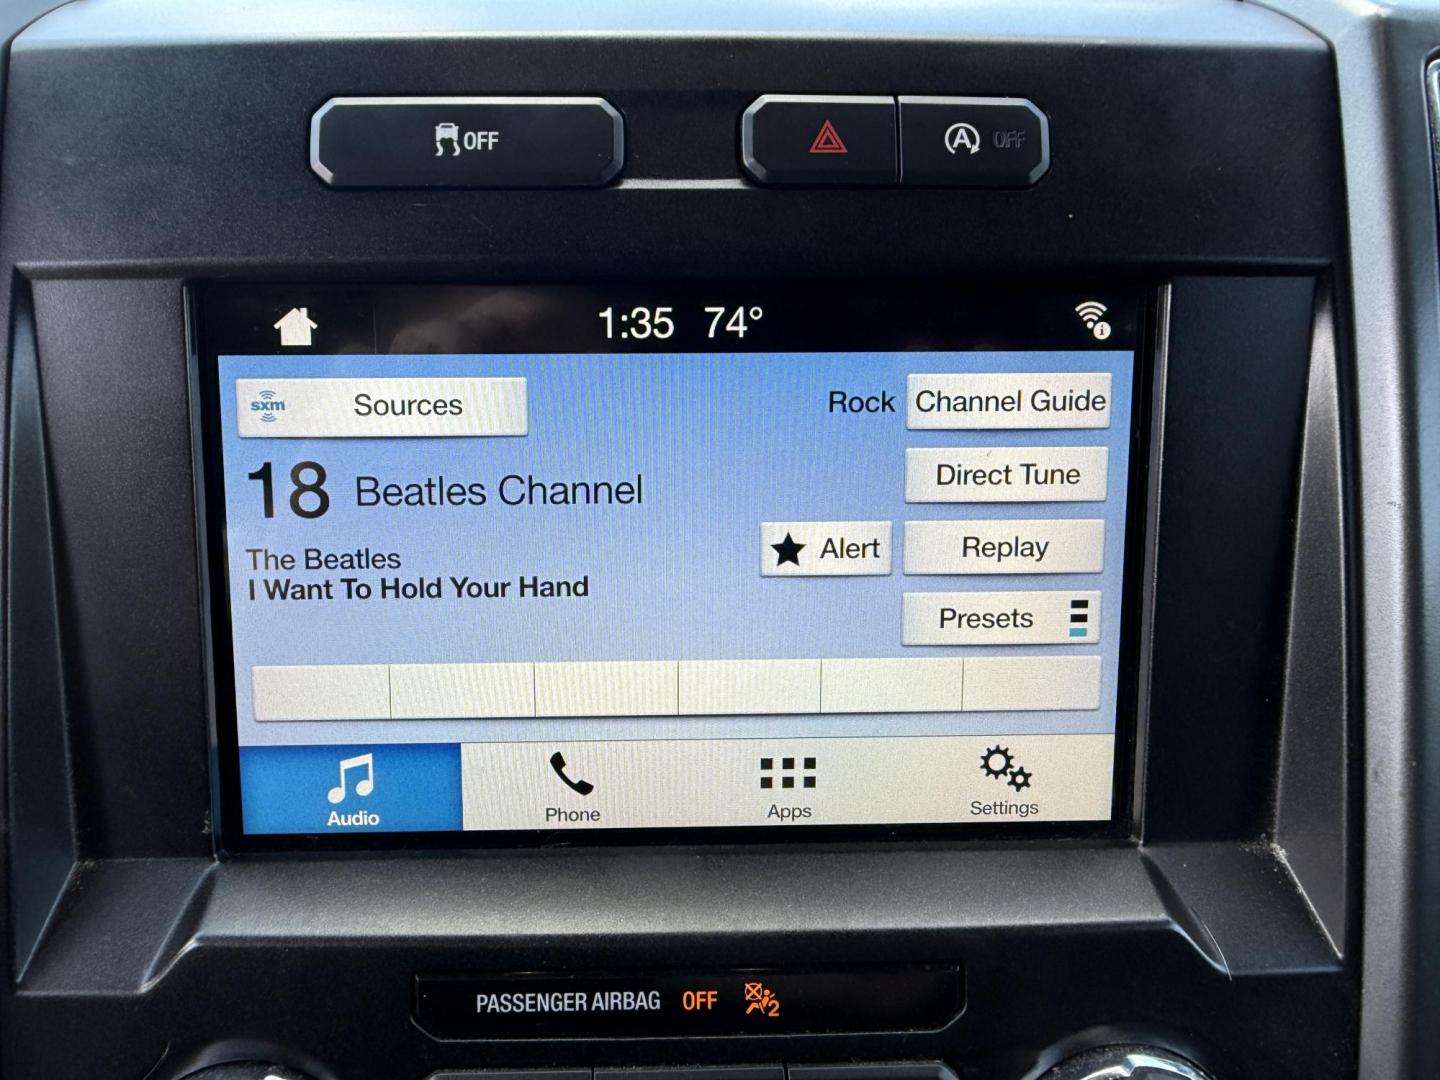 OFF
A OFF
1:35 74°
sxm Sources
Rock Channel Guide
18 Beatles Channel
Direct Tune
The Beatles
Alert
Replay
I Want To Hold Your Hand
Presets
Audio
Phone
Apps
Settings
PASSENGER AIRBAG OFF 2